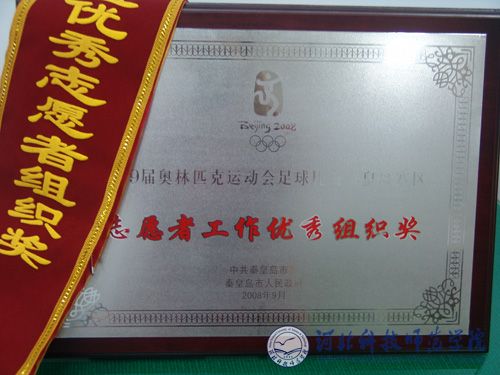 优秀志愿者组织奖
Beijing 2008
9届奥林匹克运动会足球
志愿者工作优秀组织奖
中共秦皇岛市
秦皇岛市人民政
2008年9月
河北科技师范学院